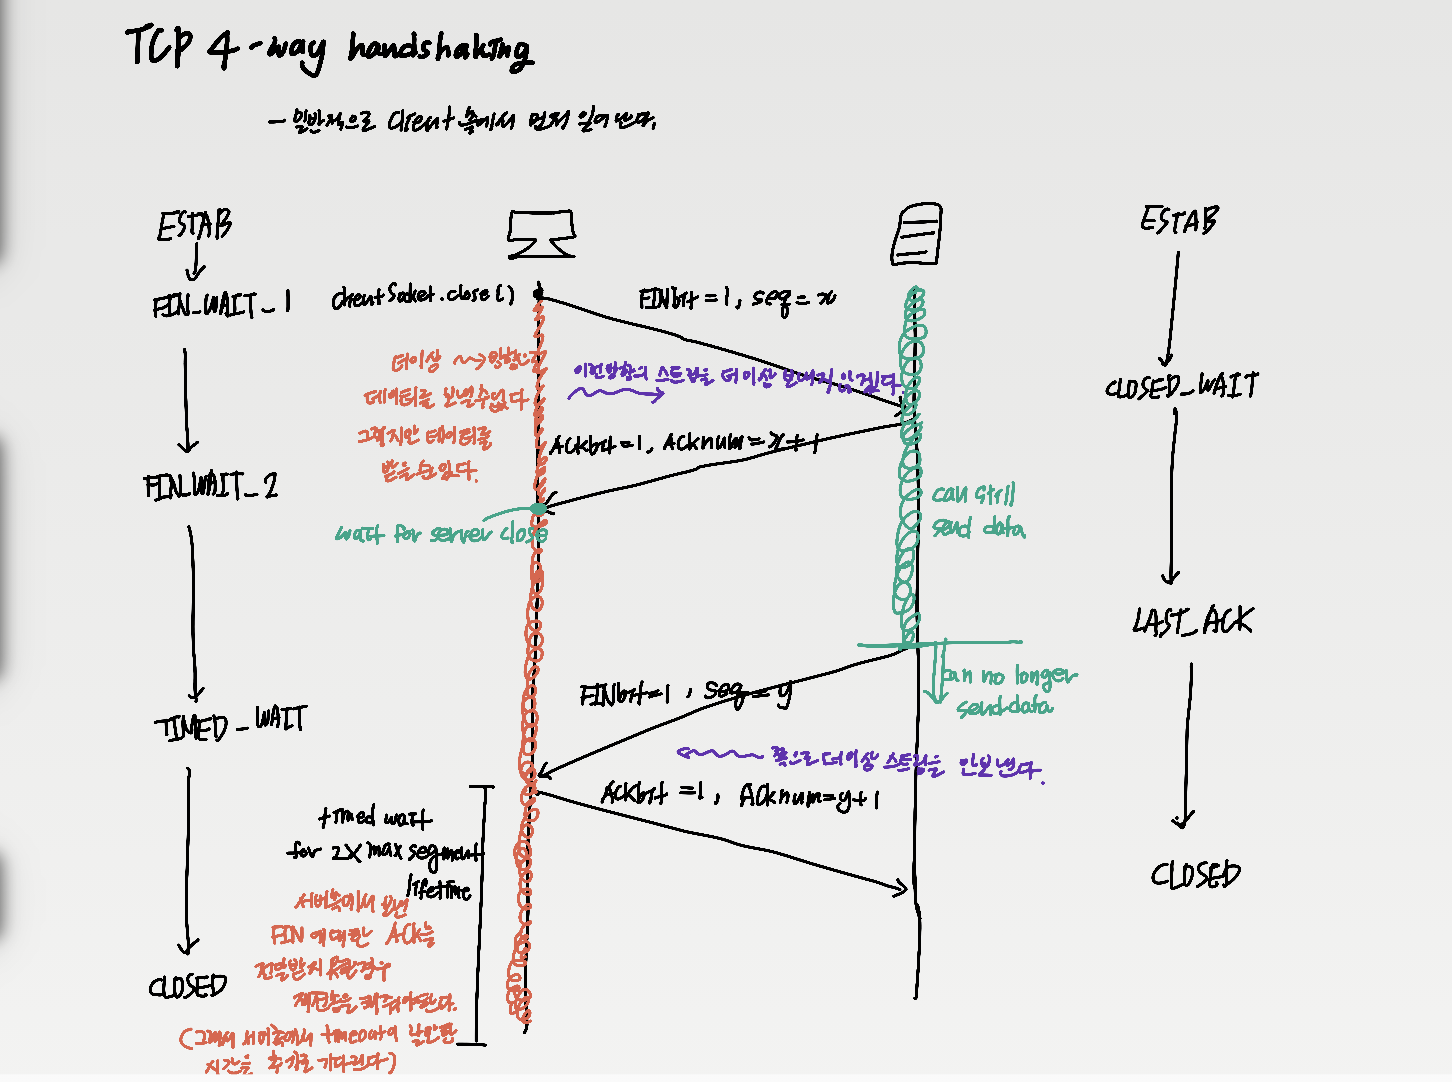 TCP 4-way handshaking
- 일반적으로 client 쪽에서 먼저 일어난다.
ESTAB
FIN_WAIT_1
FIN_WAIT_2
TIMED_WAIT
CLOSED
clientSoket.close()
FINbit=1, seq=x
더이상 방향으로
데이터를 보낼수없다
그렇지만 데이터를
받을수있다.
이런방향의 스트림을 더이상 보내지 않겠다.
ACKbit=1, ACKnum=x+1
wait for server close
can still
send data
FINbit=1, seq=y
can no longer
send data
쪽으로 더이상 스트림을 안보낸다.
ACKbit=1, ACKnum=y+1
timed wait
for 2X max segment
lifetime
서버측에서 보낸
FIN 에대한 ACK를
전달받지 못한경우
재전송을 해줘야된다.
(그래서 서버측에서 timeout이 날만한
시간을 추가로 기다린다)
ESTAB
CLOSED_WAIT
LAST_ACK
CLOSED